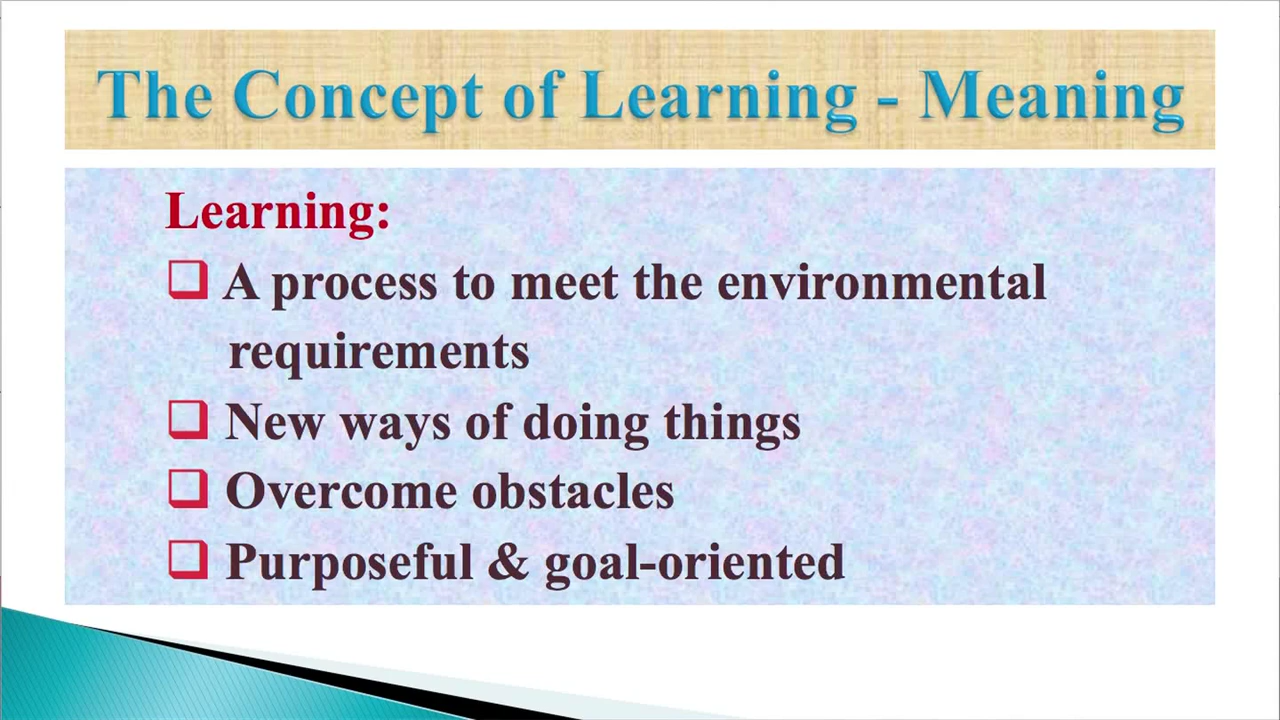 The Concept of Learning - Meaning
Learning:
❑ A process to meet the environmental
requirements
❑ New ways of doing things
❑ Overcome obstacles
❑ Purposeful & goal-oriented